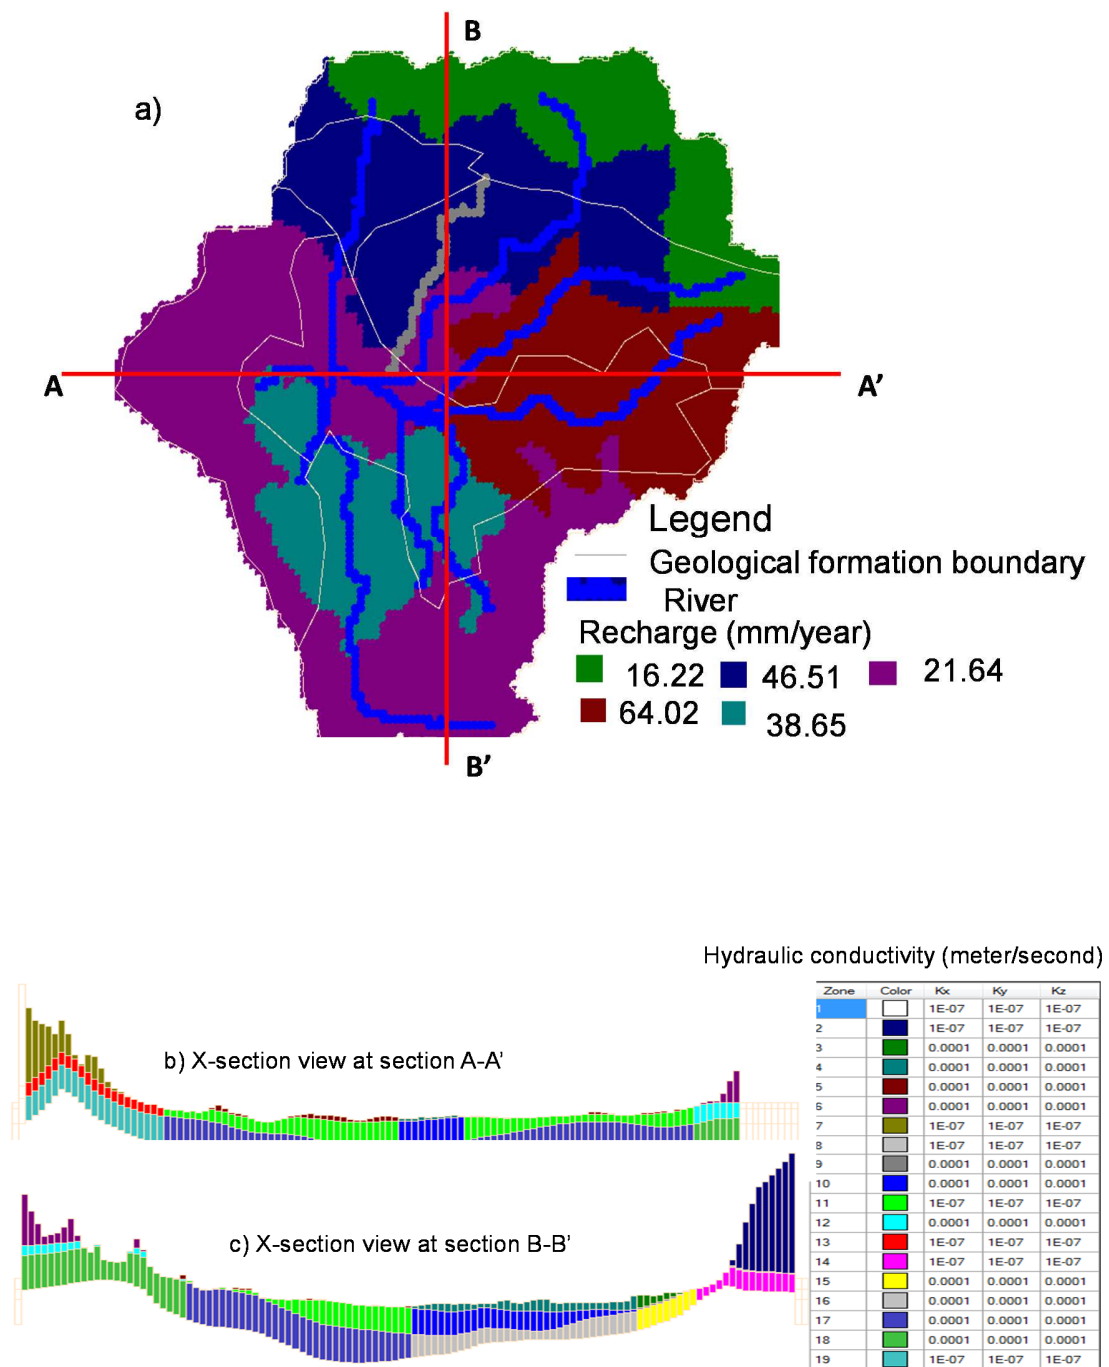 B
a)
A
A'
Legend
Geological formation boundary
River
Recharge (mm/year)
16.22 46.51 21.64
64.02 38.65
B'
Hydraulic conductivity (meter/second)
Zone Color Kx Ky Kz
1 1E-07 1E-07 1E-07
2 1E-07 1E-07 1E-07
3 0.0001 0.0001 0.0001
4 0.0001 0.0001 0.0001
5 0.0001 0.0001 0.0001
6 0.0001 0.0001 0.0001
7 1E-07 1E-07 1E-07
8 1E-07 1E-07 1E-07
9 0.0001 0.0001 0.0001
10 0.0001 0.0001 0.0001
11 1E-07 1E-07 1E-07
12 0.0001 0.0001 0.0001
13 1E-07 1E-07 1E-07
14 1E-07 1E-07 1E-07
15 0.0001 0.0001 0.0001
16 0.0001 0.0001 0.0001
17 0.0001 0.0001 0.0001
18 0.0001 0.0001 0.0001
19 1E-07 1E-07 1E-07
b) X-section view at section A-A'
c) X-section view at section B-B'